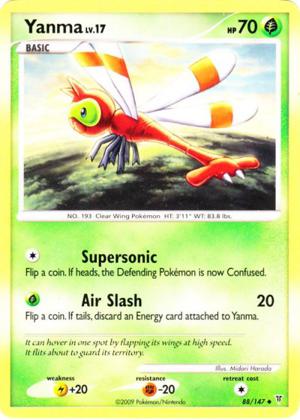 Yanma LV.17 HP 70
BASIC
NO. 193 Clear Wing Pokémon HT: 3'11" WT: 83.8 lbs.
Supersonic
Flip a coin. If heads, the Defending Pokémon is now Confused.
Air Slash 20
Flip a coin. If tails, discard an Energy card attached to Yanma.
It can hover in one spot by flapping its wings at high speed.
It flits about to guard its territory.
Illus. Midori Harada
weakness resistance retreat cost
+20 -20
©2009 Pokémon/Nintendo 88/147